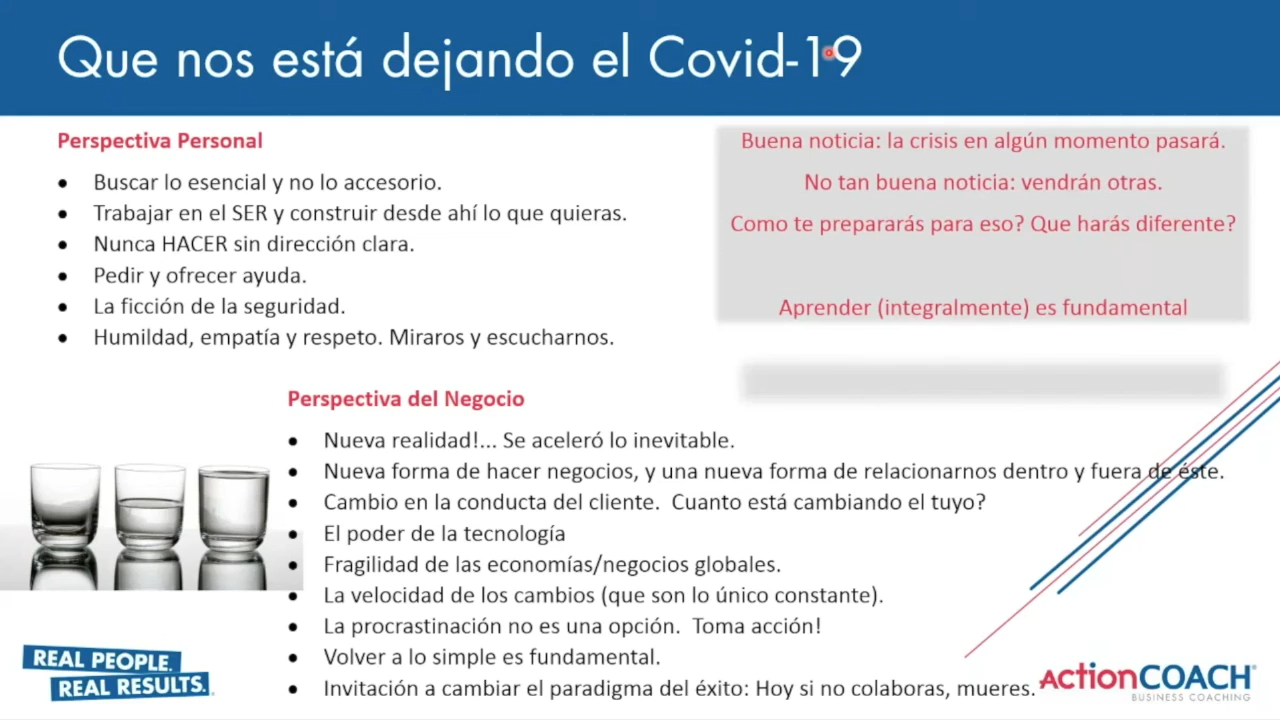 Que nos está dejando el Covid-19
Perspectiva Personal
• Buscar lo esencial y no lo accesorio.
• Trabajar en el SER y construir desde ahí lo que quieras.
• Nunca HACER sin dirección clara.
• Pedir y ofrecer ayuda.
• La ficción de la seguridad.
• Humildad, empatía y respeto. Miraros y escucharnos.
Buena noticia: la crisis en algún momento pasará.
No tan buena noticia: vendrán otras.
Como te prepararás para eso? Que harás diferente?
Aprender (integralmente) es fundamental
Perspectiva del Negocio
• Nueva realidad!... Se aceleró lo inevitable.
• Nueva forma de hacer negocios, y una nueva forma de relacionarnos dentro y fuera de éste.
• Cambio en la conducta del cliente. Cuanto está cambiando el tuyo?
• El poder de la tecnología
• Fragilidad de las economías/negocios globales.
• La velocidad de los cambios (que son lo único constante).
• La procrastinación no es una opción. Toma acción!
• Volver a lo simple es fundamental.
• Invitación a cambiar el paradigma del éxito: Hoy si no colaboras, mueres.
REAL PEOPLE.
REAL RESULTS.
ActionCOACH
BUSINESS COACHING